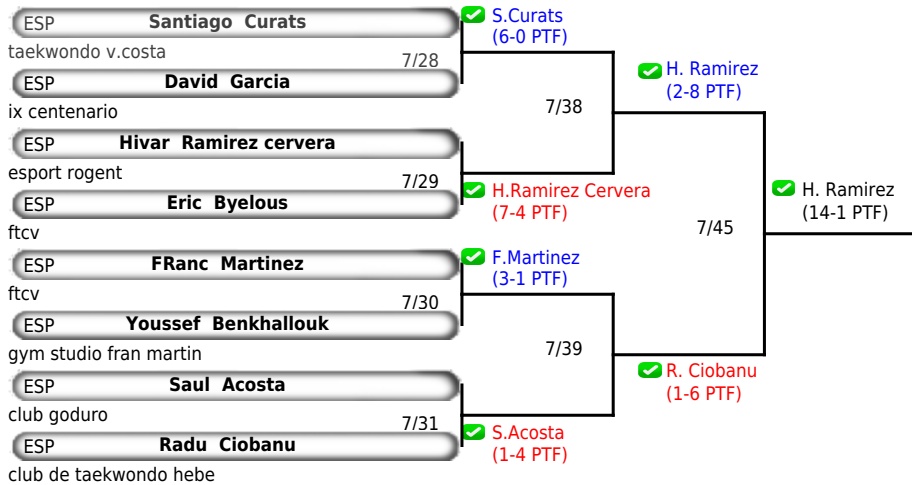 ESP Santiago Curats
taekwondo v.costa
7/28
ESP David Garcia
ix centenario
ESP Hivar Ramirez cervera
esport rogent
7/29
ESP Eric Byelous
ftcv
ESP FRanc Martinez
ftcv
7/30
ESP Youssef Benkhallouk
gym studio fran martin
ESP Saul Acosta
club goduro
7/31
ESP Radu Ciobanu
club de taekwondo hebe
S.Curats
(6-0 PTF)
7/38
H.Ramirez Cervera
(7-4 PTF)
F.Martinez
(3-1 PTF)
7/39
S.Acosta
(1-4 PTF)
H. Ramirez
(2-8 PTF)
7/45
R. Ciobanu
(1-6 PTF)
H. Ramirez
(14-1 PTF)